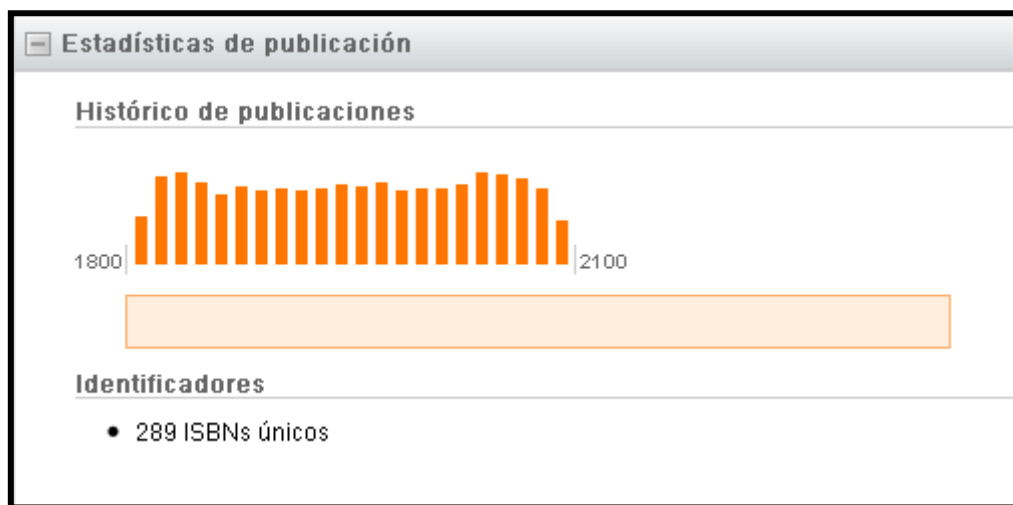 Estadísticas de publicación
Histórico de publicaciones
1800 2100
Identificadores
• 289 ISBNs únicos